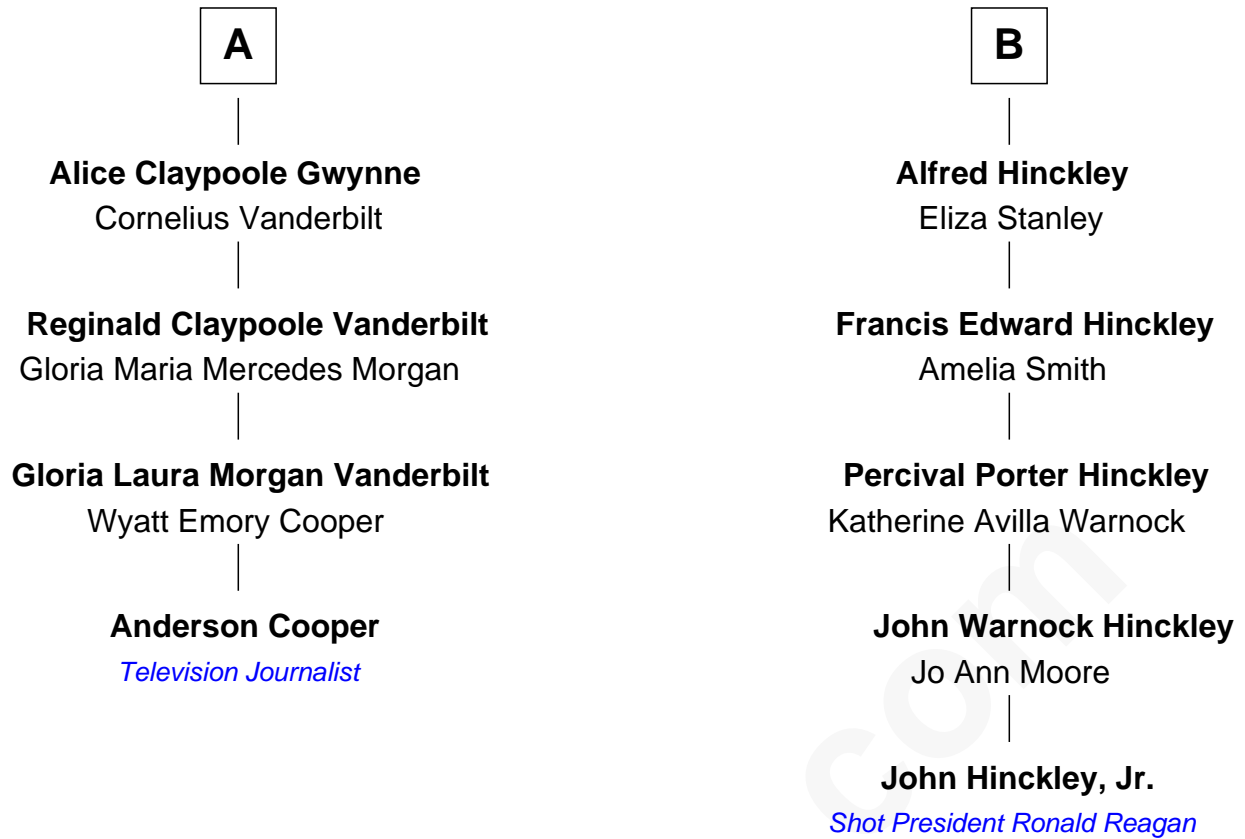 A
Alice Claypoole Gwynne
Cornelius Vanderbilt
Reginald Claypoole Vanderbilt
Gloria Maria Mercedes Morgan
Gloria Laura Morgan Vanderbilt
Wyatt Emory Cooper
Anderson Cooper
Television Journalist
B
Alfred Hinckley
Eliza Stanley
Francis Edward Hinckley
Amelia Smith
Percival Porter Hinckley
Katherine Avilla Warnock
John Warnock Hinckley
Jo Ann Moore
John Hinckley, Jr.
Shot President Ronald Reagan
com